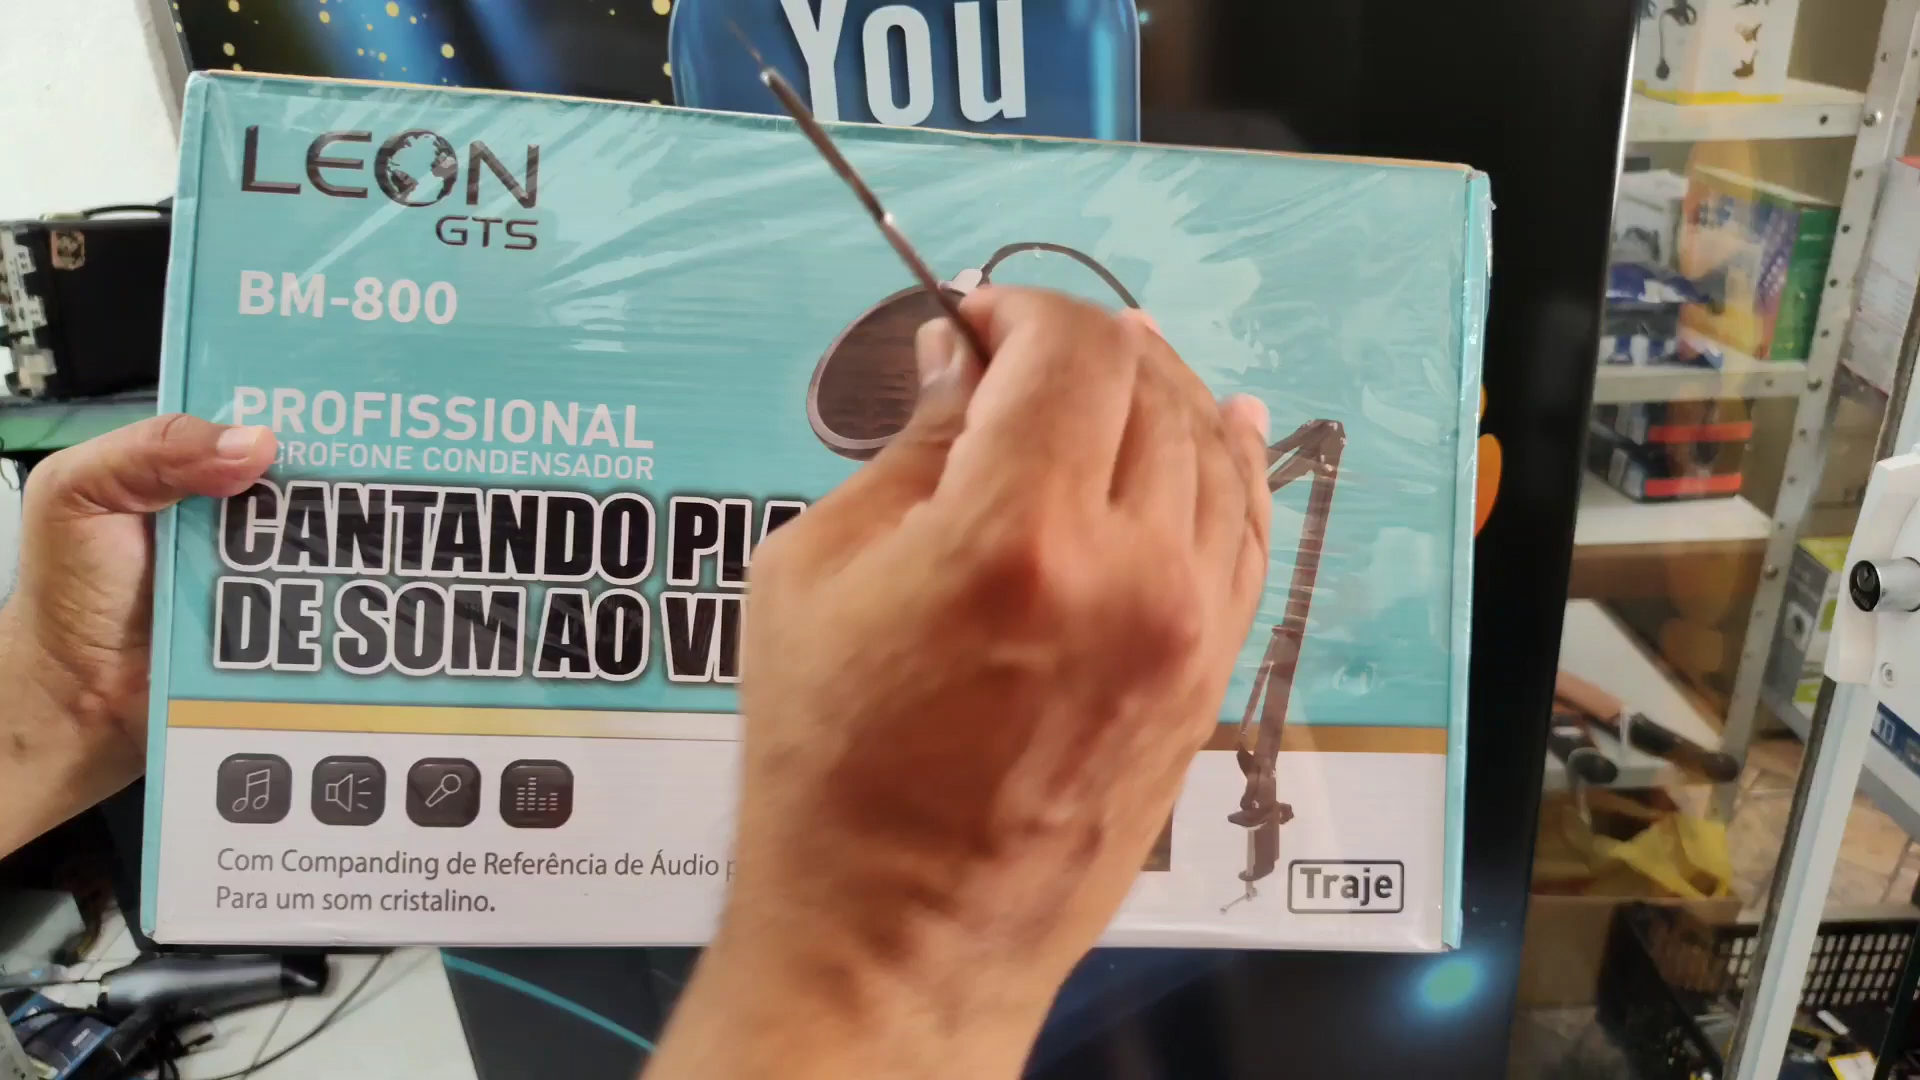 You
LEON
GTS
BM-800
PROFISSIONAL
CONDENSADOR
CANTANDO
DE SOM AO
Com Companding de Referência de Áudio
Para um som cristalino.
Traje